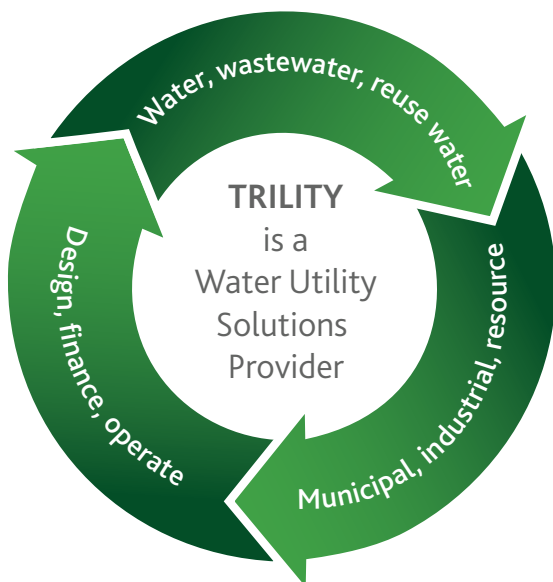 Water, wastewater, reuse water
TRILITY
is a
Water Utility
Solutions
Provider
Municipal, industrial, resource
Design, finance, operate